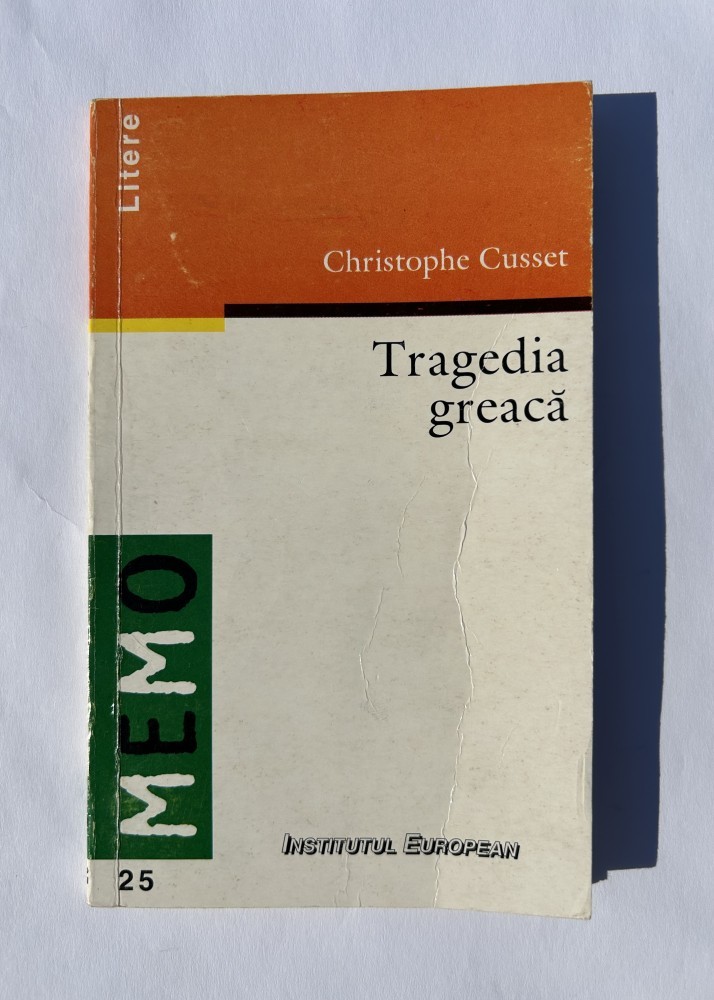 Litere
Christophe Cusset
Tragedia
greacă
MEMO
INSTITUTUL EUROPEAN
25